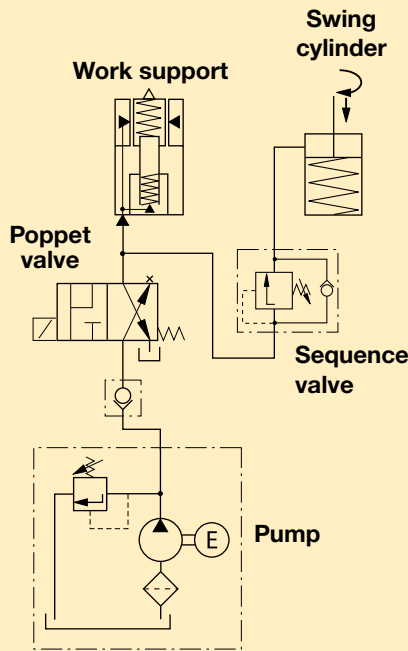 Swing
cylinder
Work support
Poppet
valve
Sequence
valve
Pump
E